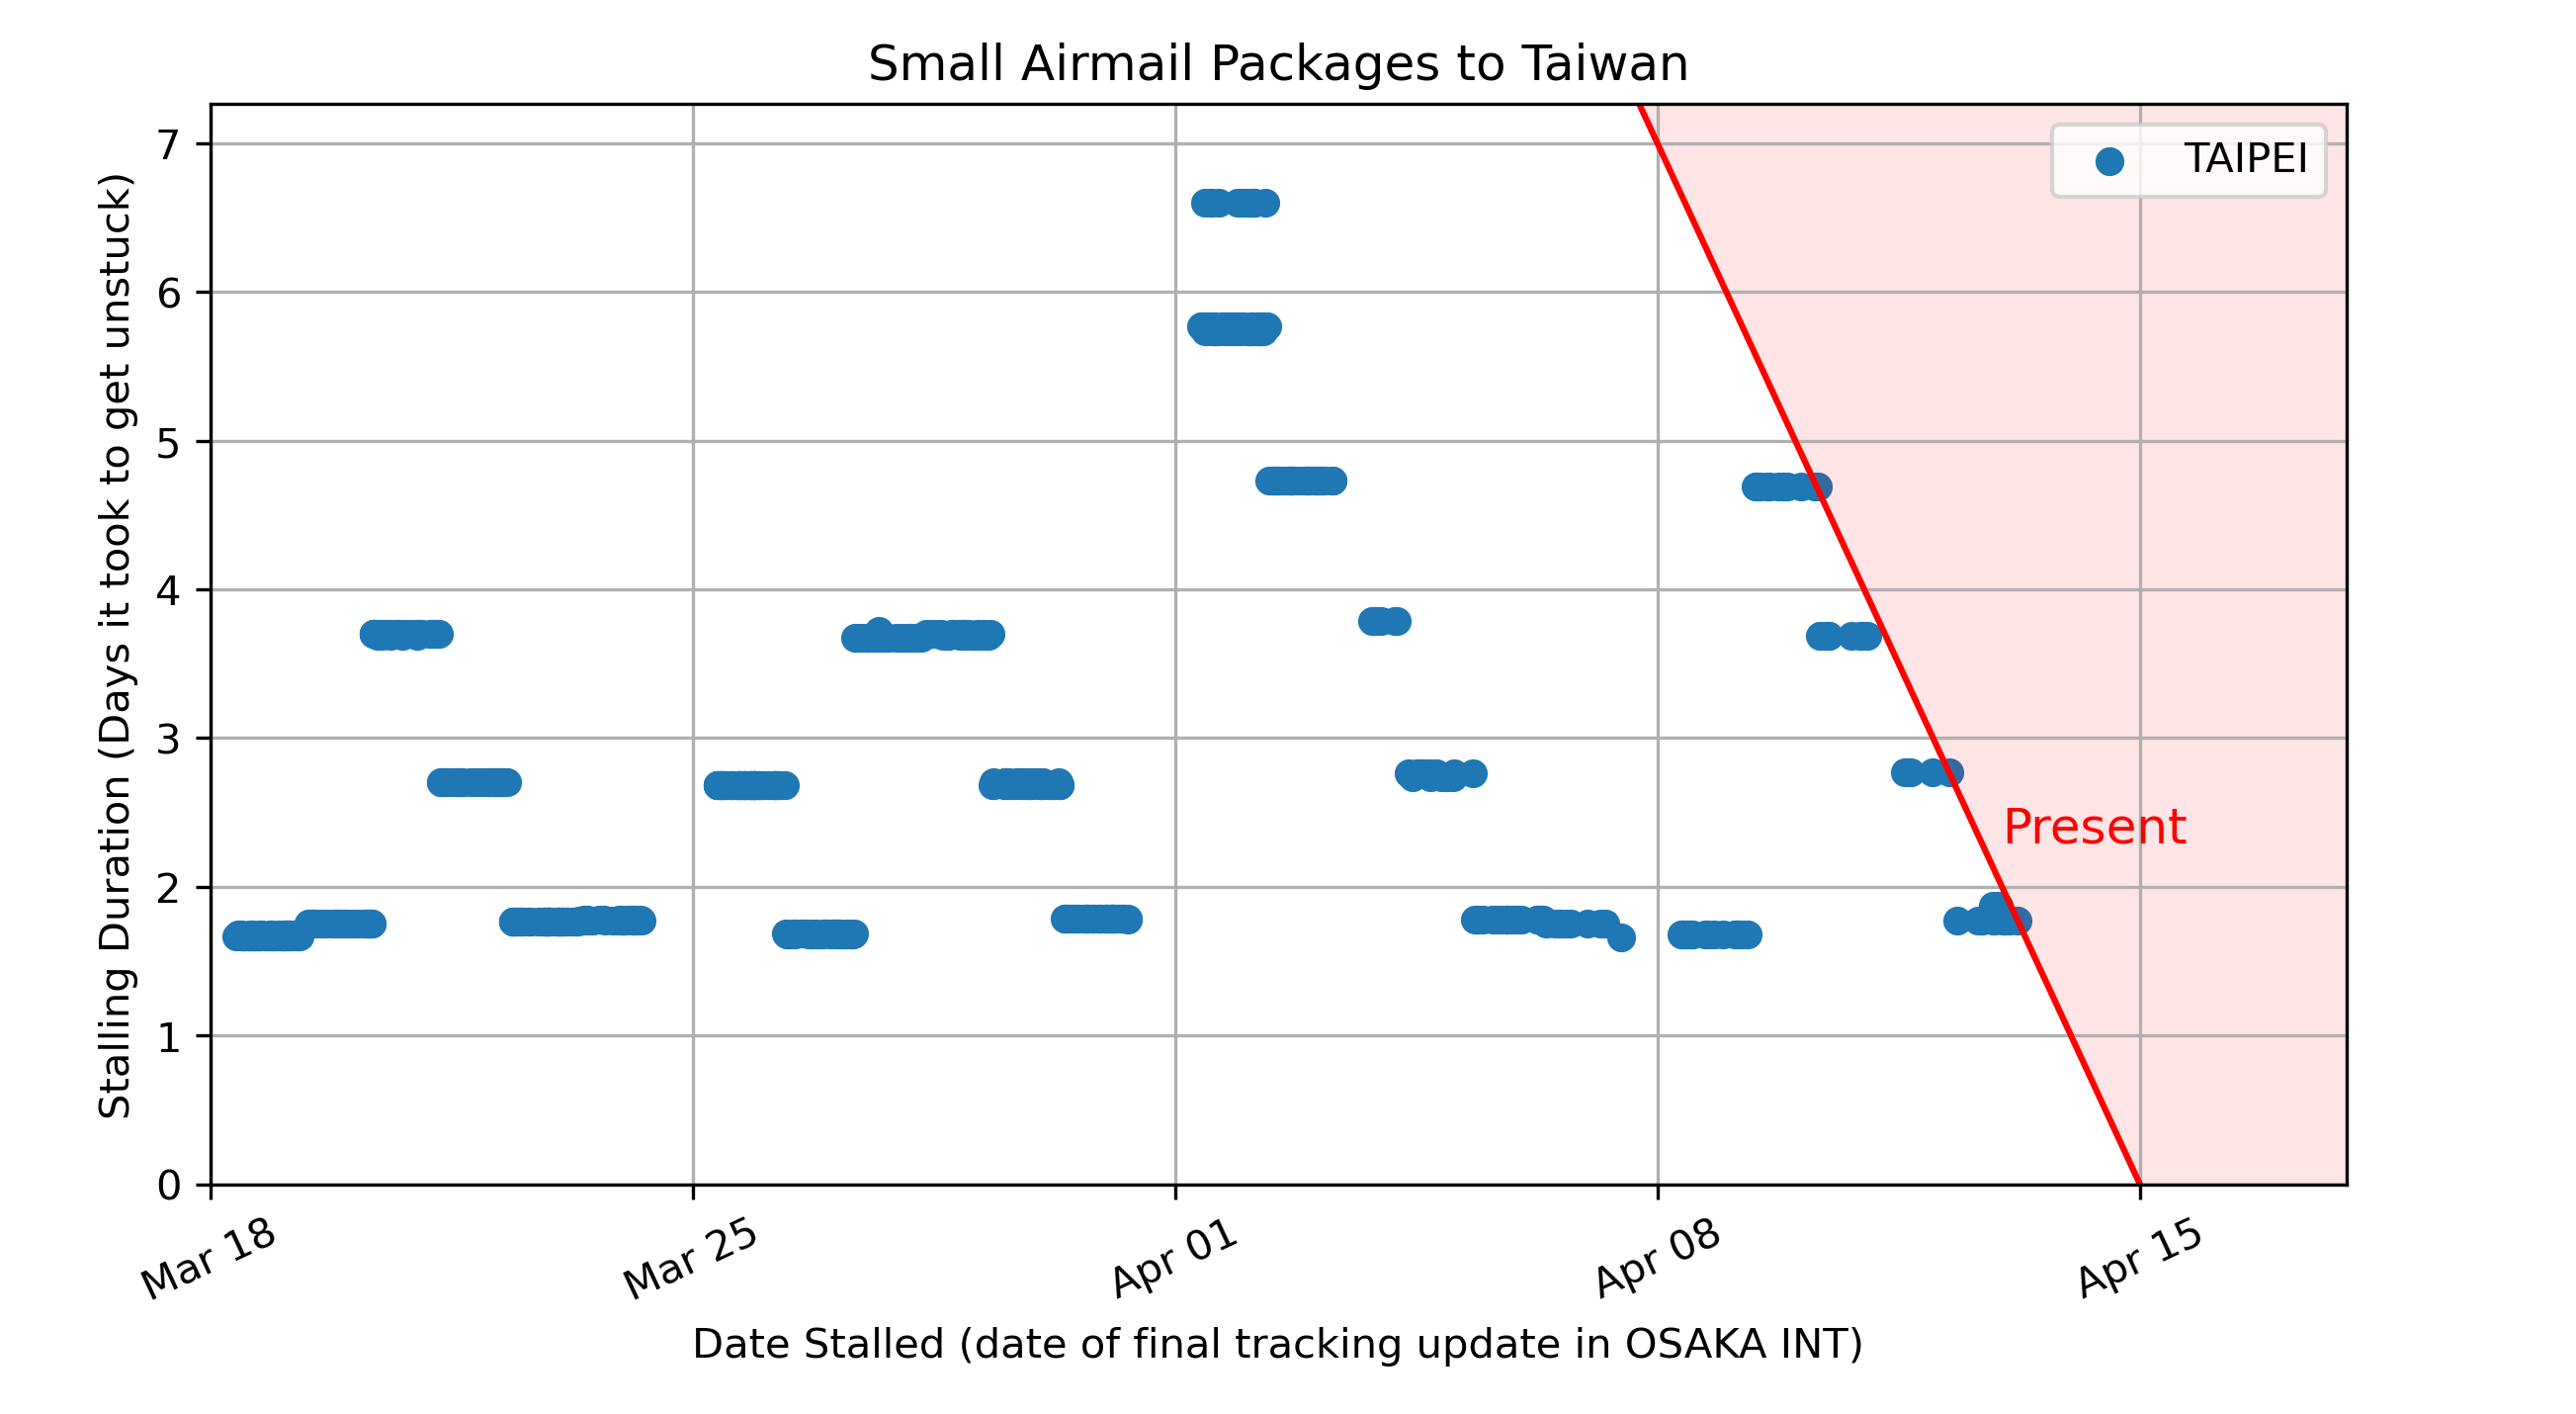 Small Airmail Packages to Taiwan
TAIPEI
Stalling Duration (Days it took to get unstuck)
7
6
5
4
3
2
1
0
Present
Mar 18
Mar 25
Apr 01
Apr 08
Apr 15
Date Stalled (date of final tracking update in OSAKA INT)